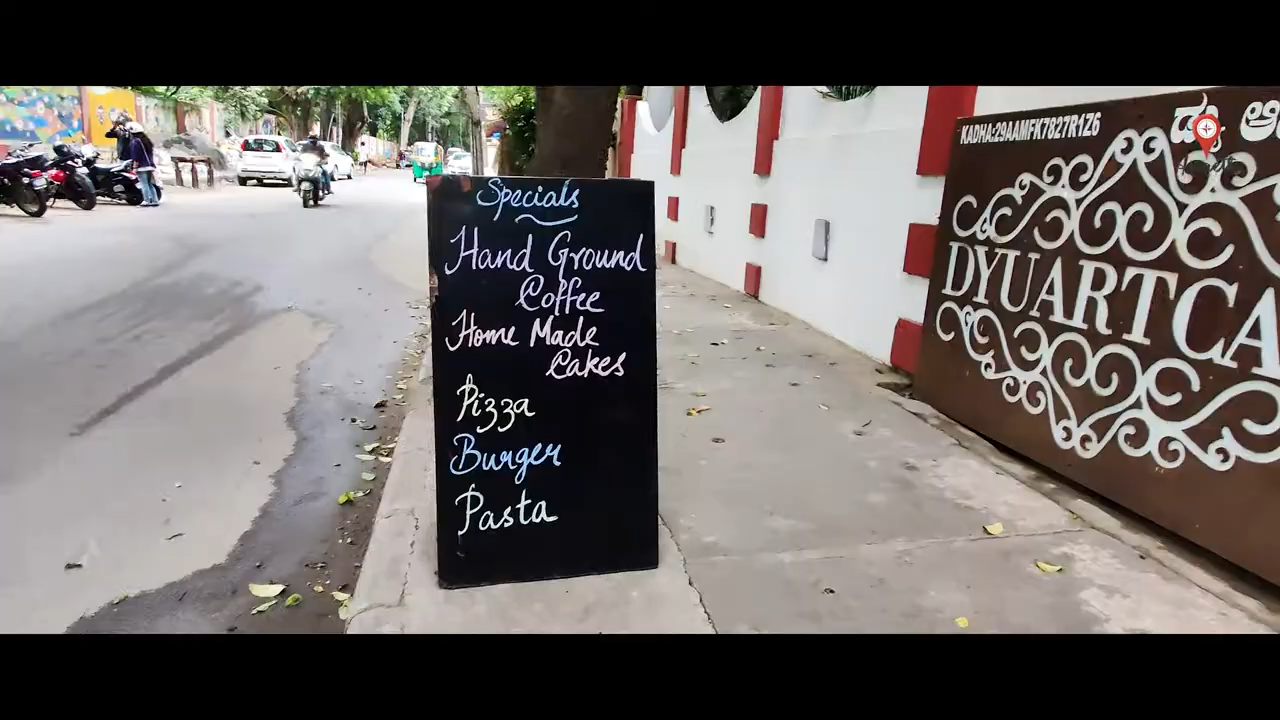 Specials
Hand Ground
Coffee
Home Made
Cakes
Pizza
Burger
Pasta
KADHA:29AAMFK7827R1Z6
DYUARTCA